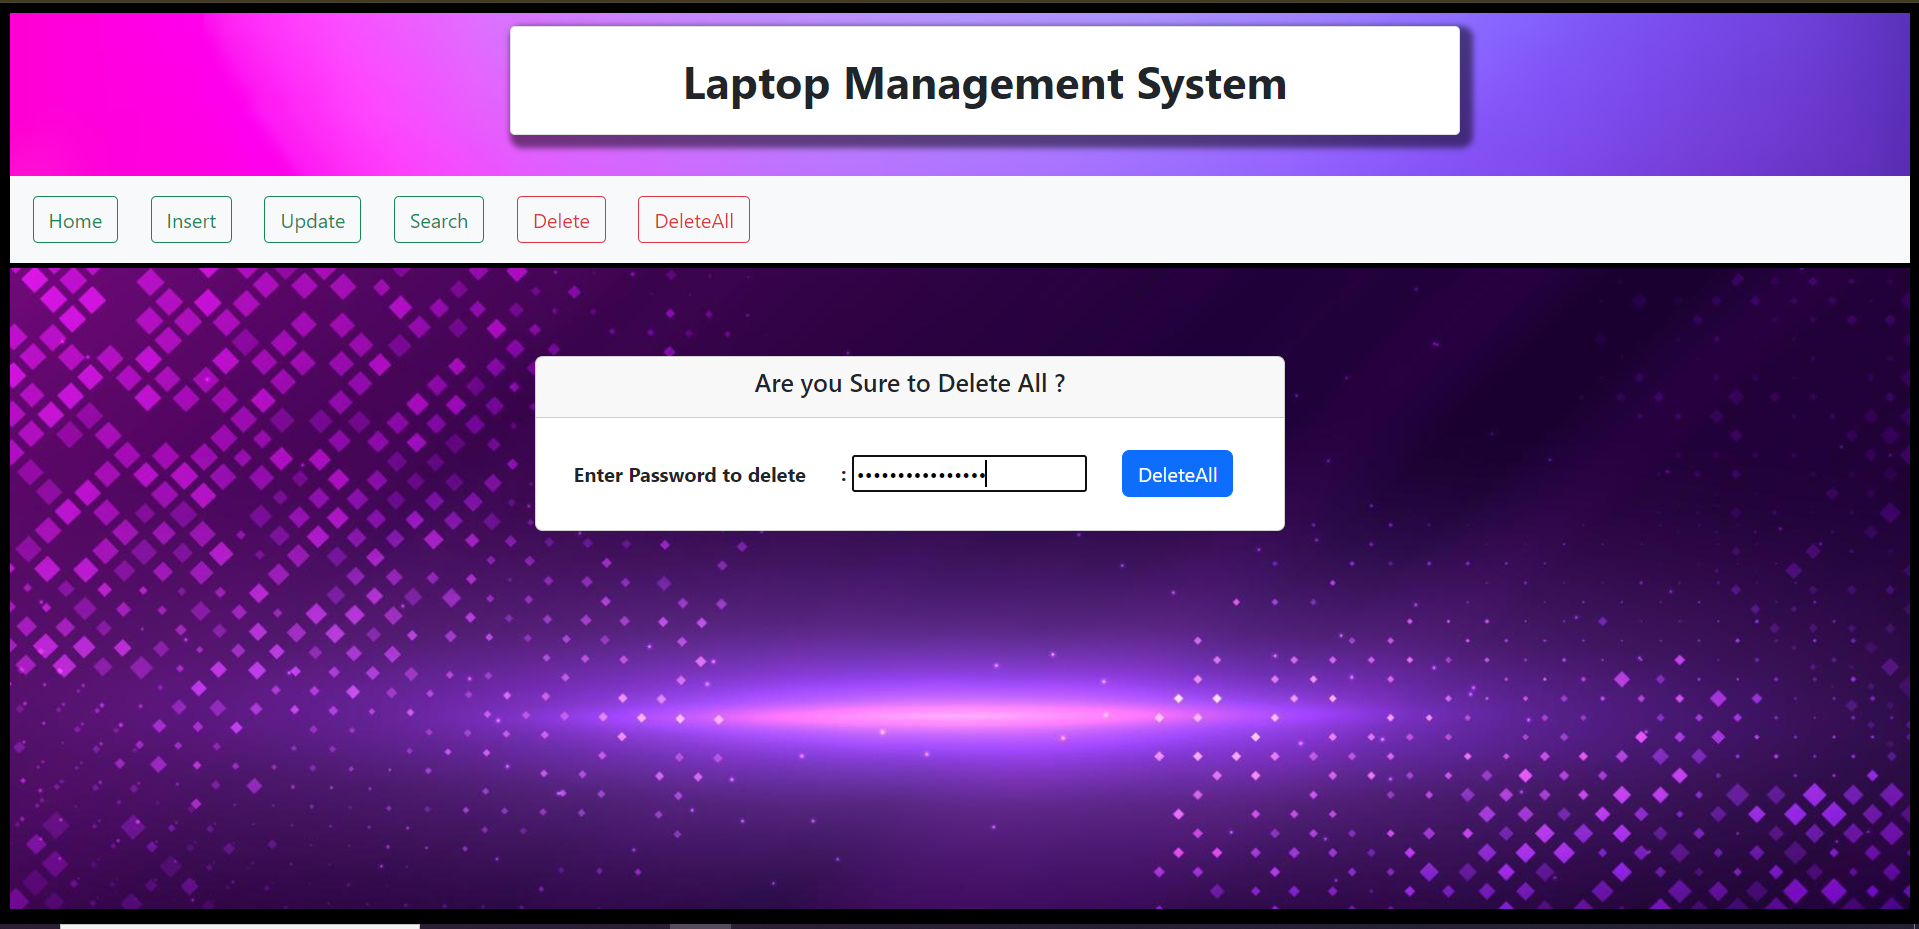 Laptop Management System
Home Insert Update Search Delete DeleteAll
Are you Sure to Delete All ?
Enter Password to delete : •••••••••••••••• DeleteAll